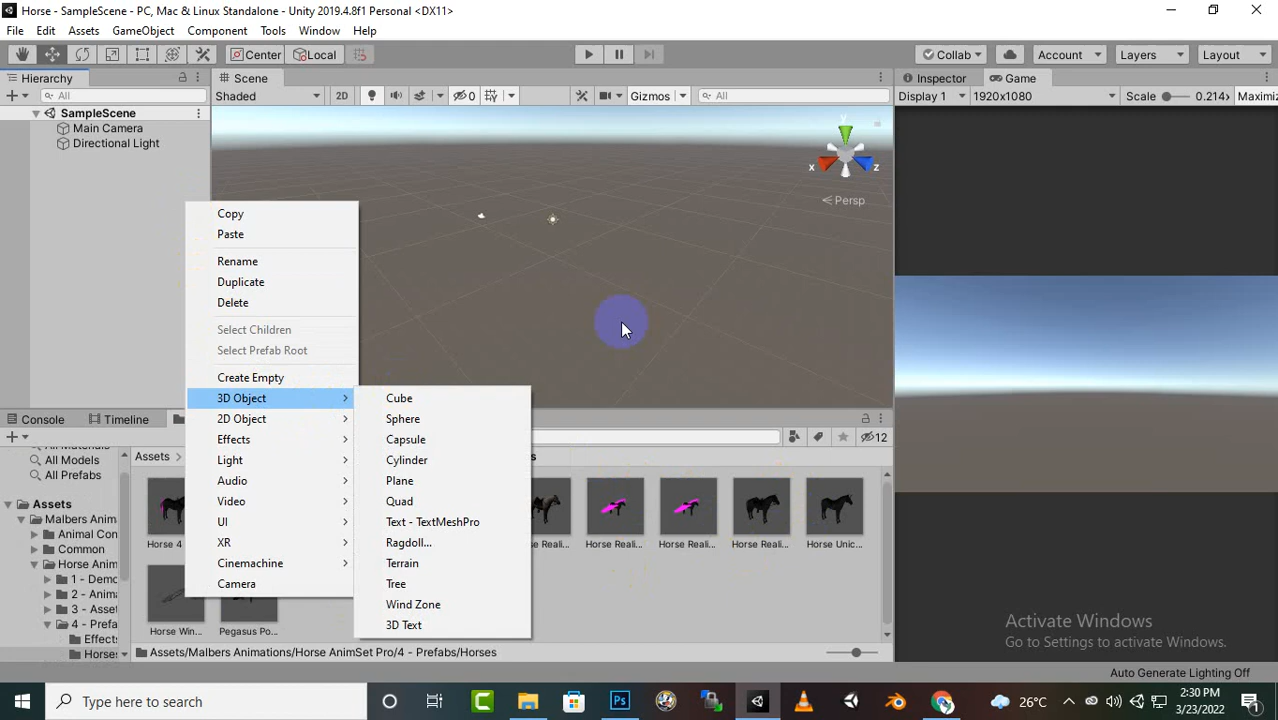 Horse - SampleScene - PC, Mac & Linux Standalone - Unity 2019.4.8f1 Personal <DX11>
File Edit Assets GameObject Component Tools Window Help
Center Local Collab Account Layers Layout
Hierarchy Scene Inspector Game
All Shaded 2D 0 Gizmos All Display 1 1920x1080 Scale 0.214x Maximiz
SampleScene
Main Camera
Directional Light
y
x z
Persp
Copy
Paste
Rename
Duplicate
Delete
Select Children
Select Prefab Root
Create Empty
3D Object
2D Object
Effects
Light
Audio
Video
UI
XR
Cinemachine
Camera
Cube
Sphere
Capsule
Cylinder
Plane
Quad
Text - TextMeshPro
Ragdoll...
Terrain
Tree
Wind Zone
3D Text
Console Timeline
12
All Models
All Prefabs
Assets
Malbers Anim
Animal Con
Common
Horse Anim
1 - Demo
2 - Anima
3 - Asset
4 - Prefab
Effects
Horses
Assets
Horse 4 Horse Reali... Horse Reali... Horse Reali... Horse Reali... Horse Unic...
Horse Win... Pegasus Po...
Assets/Malbers Animations/Horse AnimSet Pro/4 - Prefabs/Horses
Activate Windows
Go to Settings to activate Windows.
Auto Generate Lighting Off
Type here to search
Ps
26°C
2:30 PM
3/23/2022
1